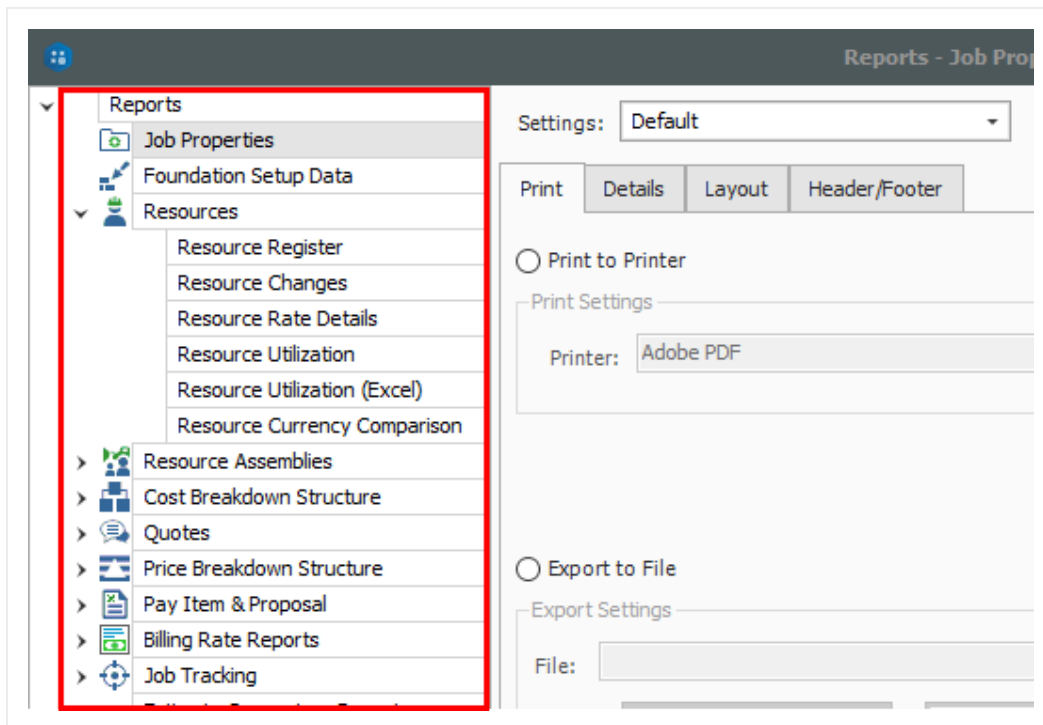 Reports - Job Prop
Reports
Job Properties
Foundation Setup Data
Resources
Resource Register
Resource Changes
Resource Rate Details
Resource Utilization
Resource Utilization (Excel)
Resource Currency Comparison
Resource Assemblies
Cost Breakdown Structure
Quotes
Price Breakdown Structure
Pay Item & Proposal
Billing Rate Reports
Job Tracking
Settings: Default
Print Details Layout Header/Footer
Print to Printer
Print Settings
Printer: Adobe PDF
Export to File
Export Settings
File: